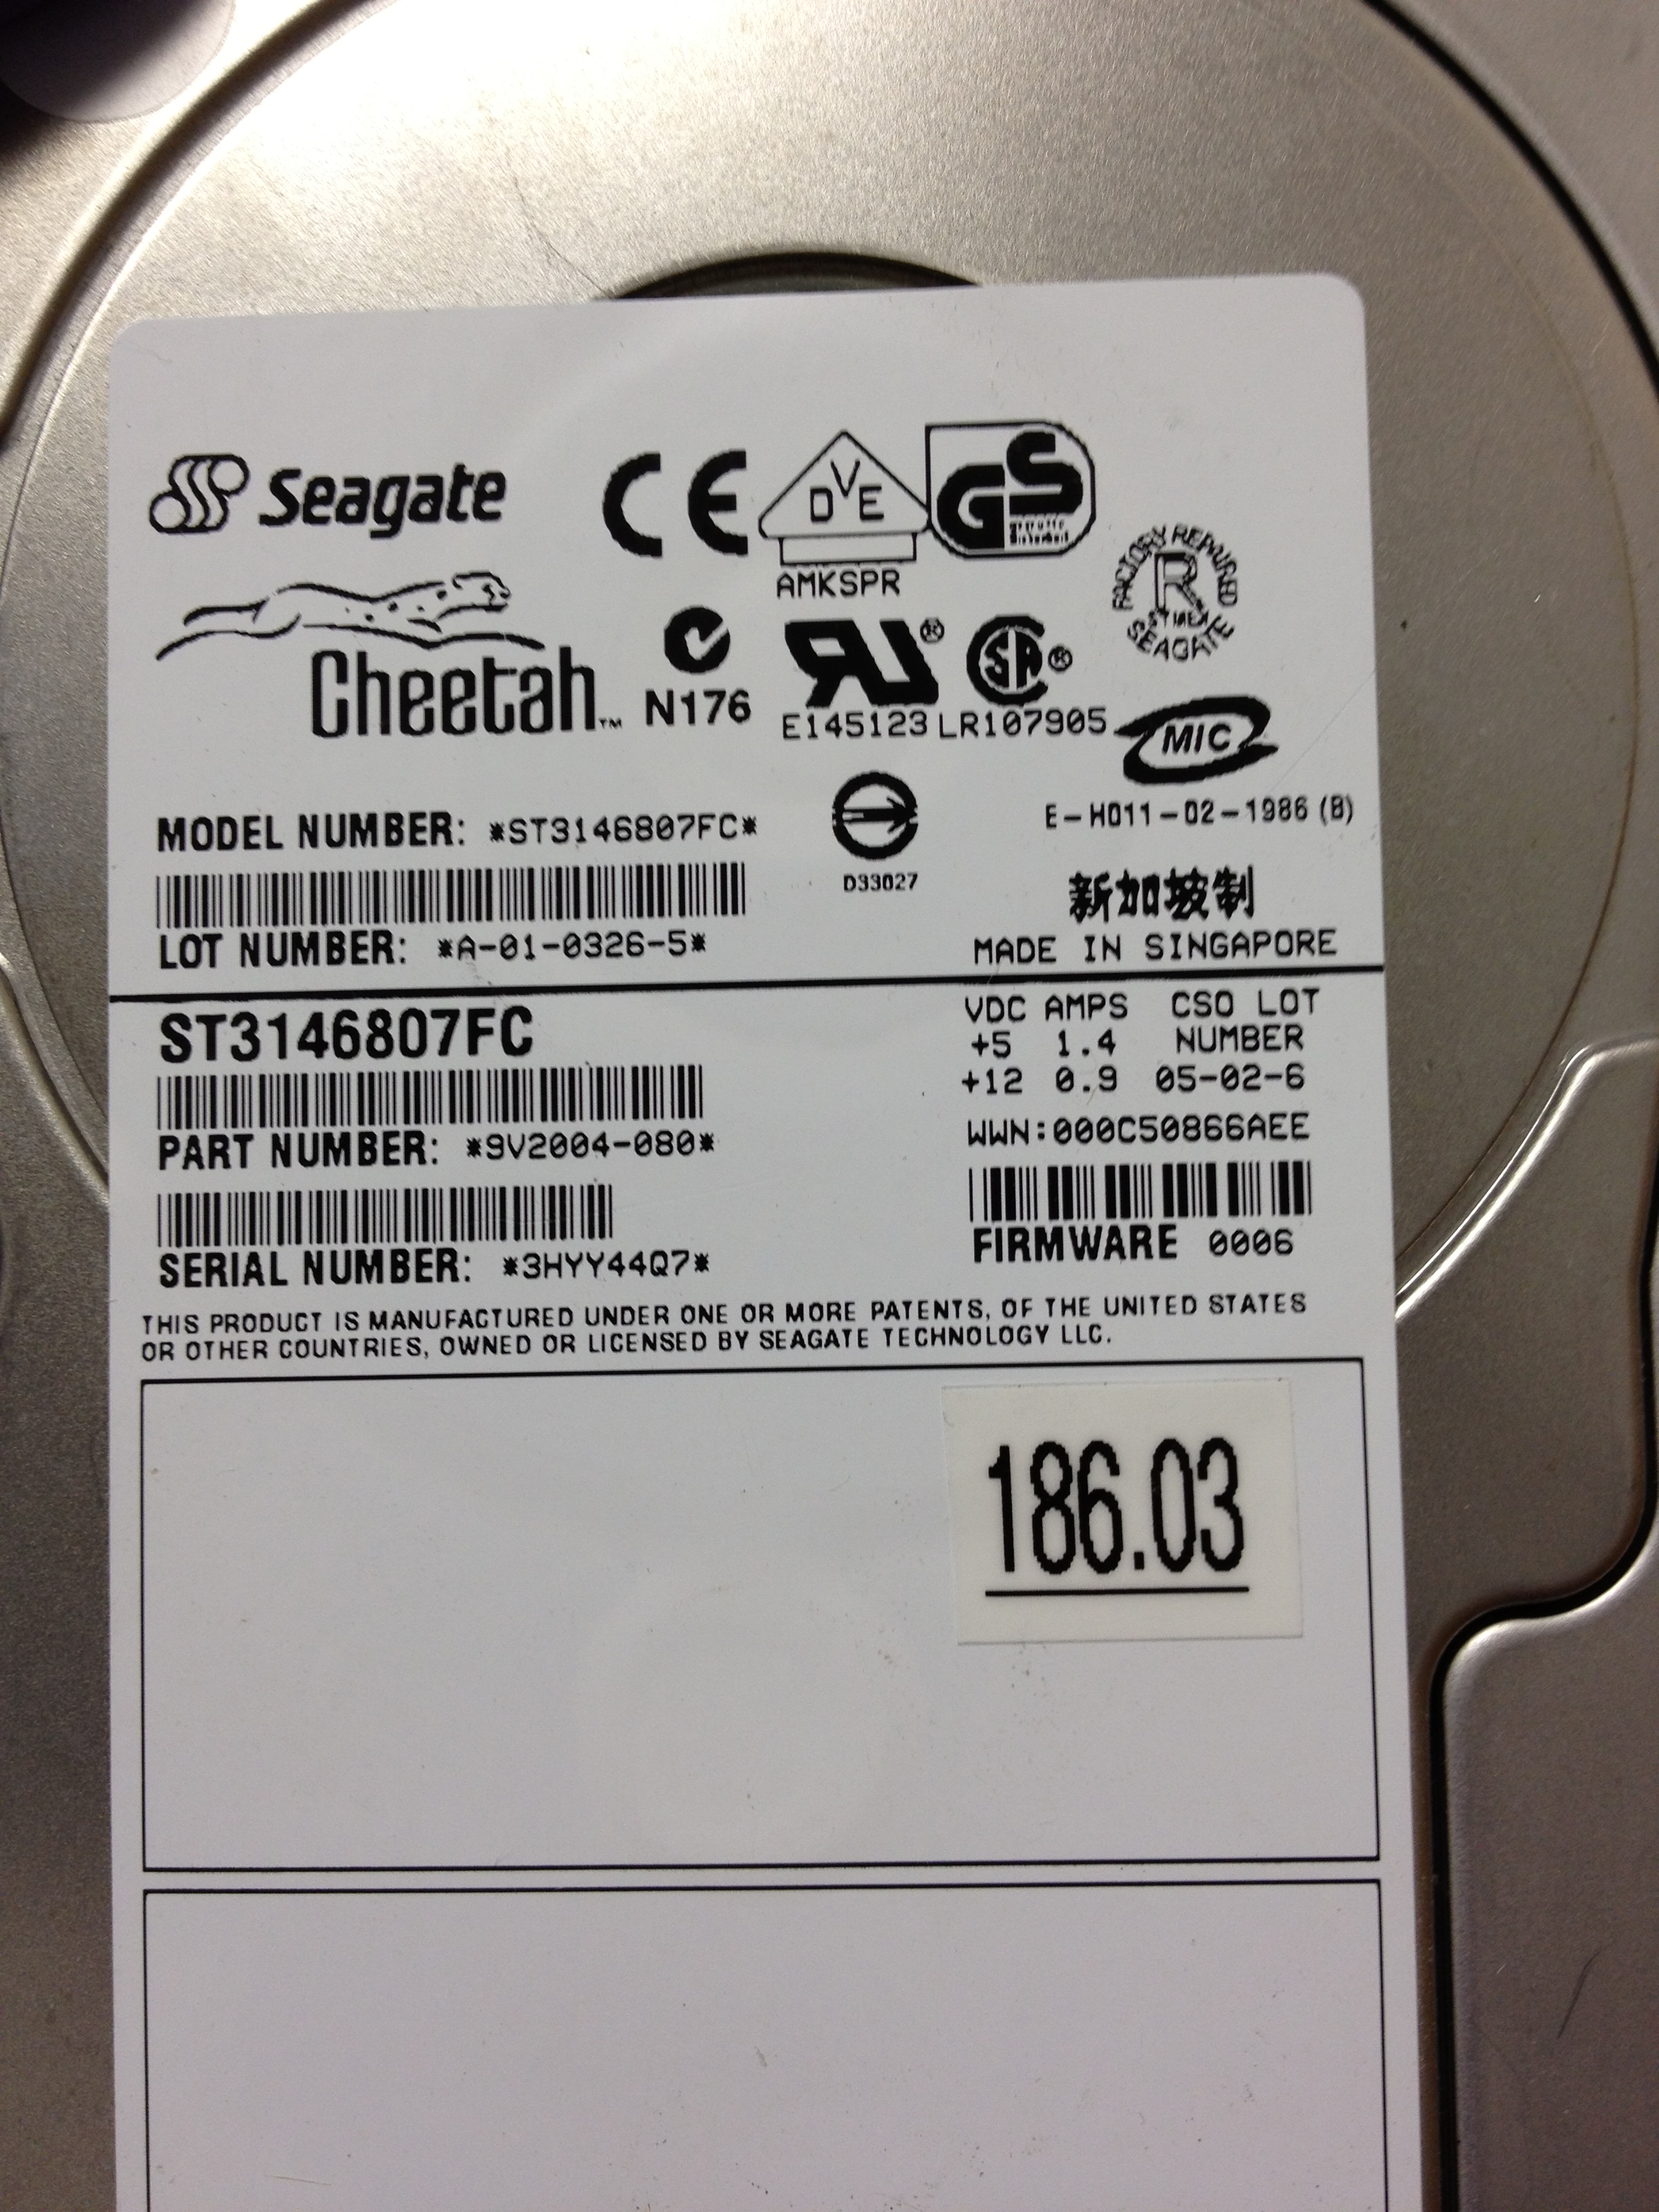 Seagate
CE
DVE
GS
geprüfte
Sicherheit
AMKSPR
FACTORY REPAIRED
R
SEAGATE
Cheetah™
N176
®
SA®
E145123 LR107905
MIC
MODEL NUMBER: *ST3146807FC*
D33027
E-H011-02-1986 (B)
新加坡制
LOT NUMBER: *A-01-0326-5*
MADE IN SINGAPORE
ST3146807FC
VDC AMPS CSO LOT
+5 1.4 NUMBER
+12 0.9 05-02-6
PART NUMBER: *9V2004-080*
WWN:000C50866AEE
SERIAL NUMBER: *3HYY44Q7*
FIRMWARE 0006
THIS PRODUCT IS MANUFACTURED UNDER ONE OR MORE PATENTS, OF THE UNITED STATES
OR OTHER COUNTRIES, OWNED OR LICENSED BY SEAGATE TECHNOLOGY LLC.
186.03